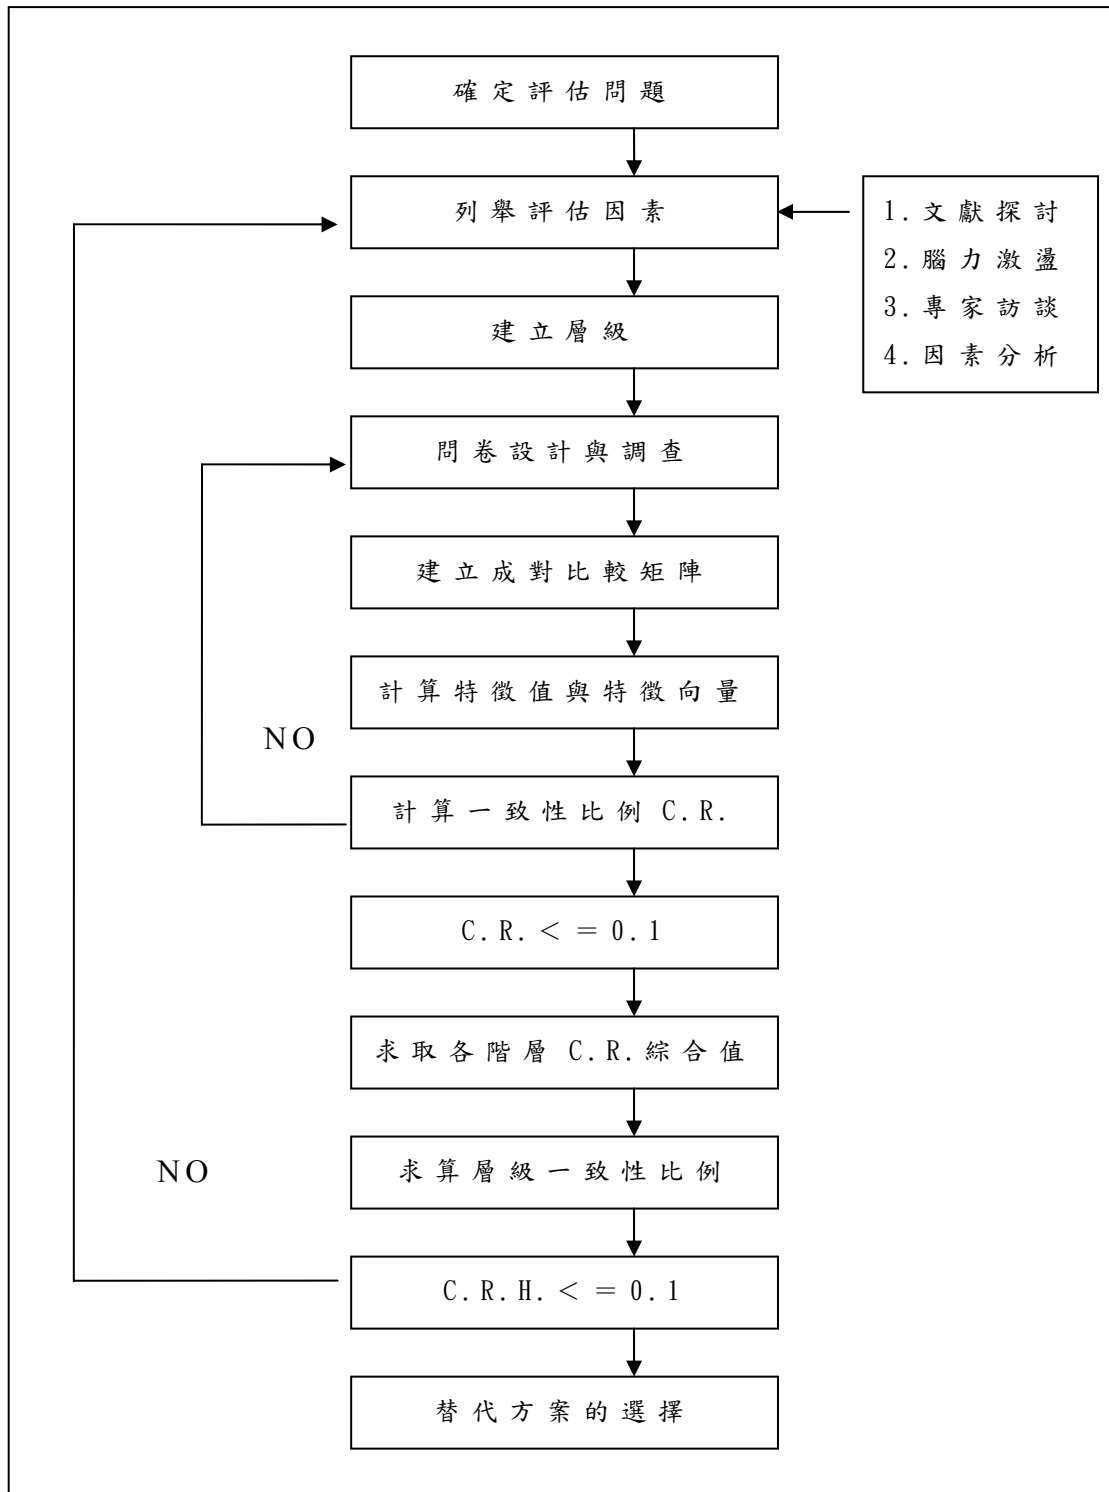 確定評估問題
列舉評估因素
1.文獻探討
2.腦力激盪
3.專家訪談
4.因素分析
建立層級
問卷設計與調查
建立成對比較矩陣
計算特徵值與特徵向量
NO
計算一致性比例 C.R.
C.R.<=0.1
求取各階層 C.R.綜合值
求算層級一致性比例
NO
C.R.H.<=0.1
替代方案的選擇